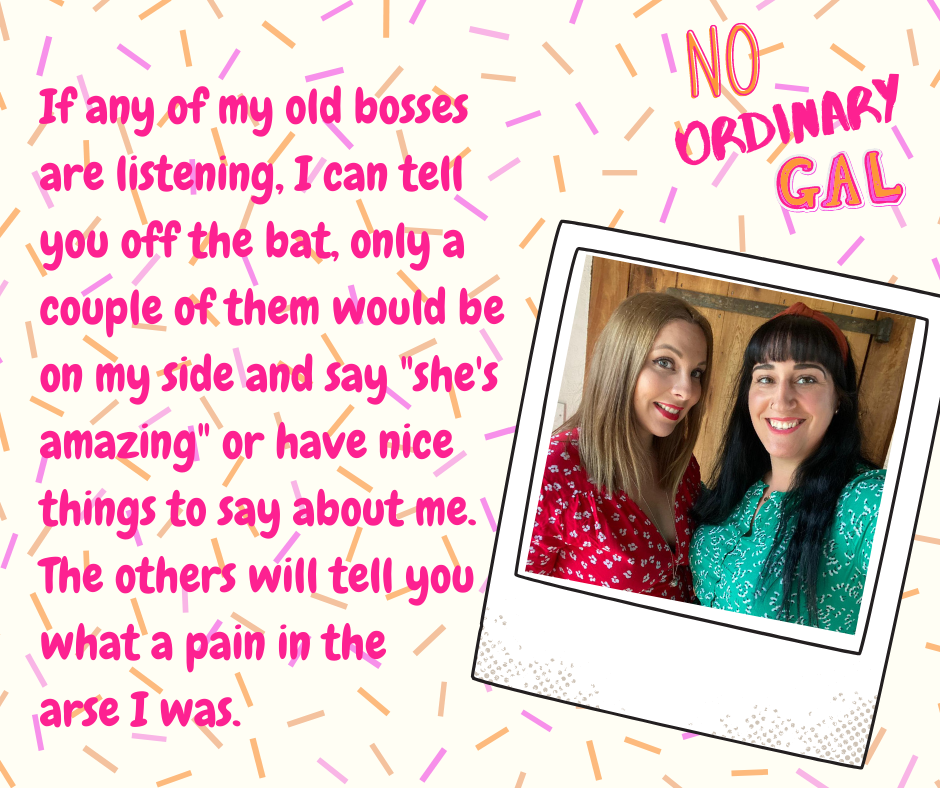 NO
ORDINARY
GAL
If any of my old bosses
are listening, I can tell
you off the bat, only a
couple of them would be
on my side and say "she's
amazing" or have nice
things to say about me.
The others will tell you
what a pain in the
arse I was.